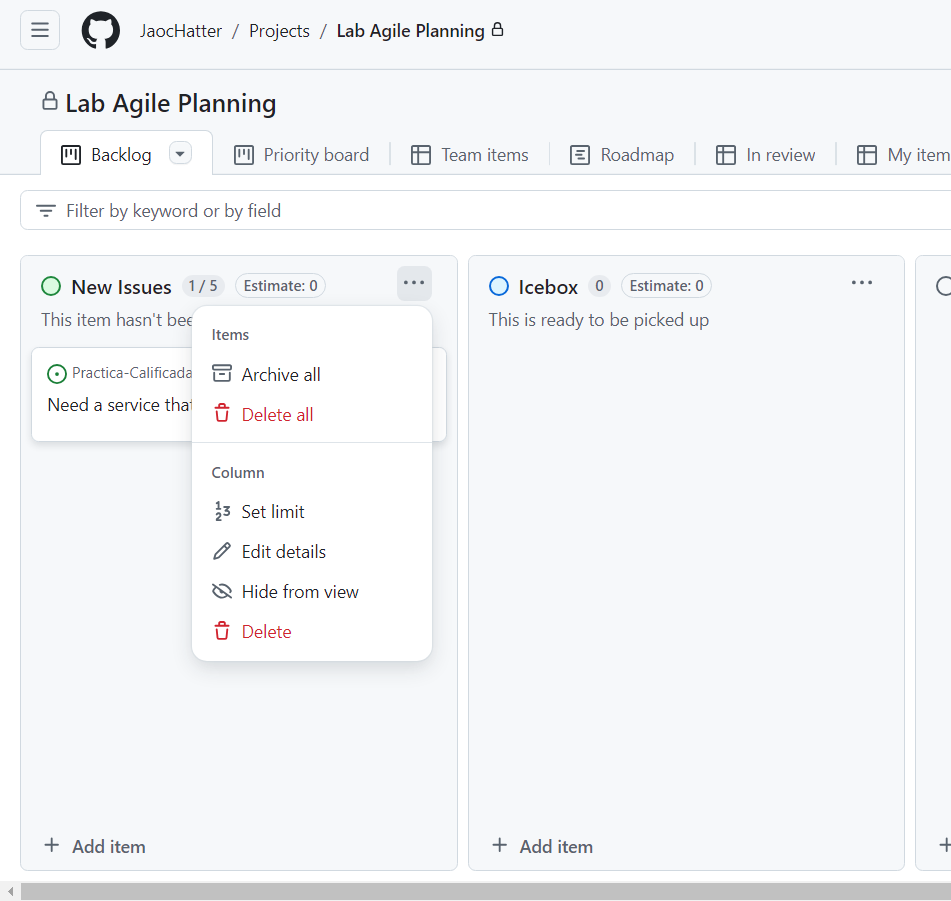 JaocHatter / Projects / Lab Agile Planning
Lab Agile Planning
Backlog Priority board Team items Roadmap In review My item
Filter by keyword or by field
New Issues 1 / 5 Estimate: 0
This item hasn't bee
Practica-Calificada
Need a service that
Items
Archive all
Delete all
Column
Set limit
Edit details
Hide from view
Delete
Add item
Icebox 0 Estimate: 0
This is ready to be picked up
Add item